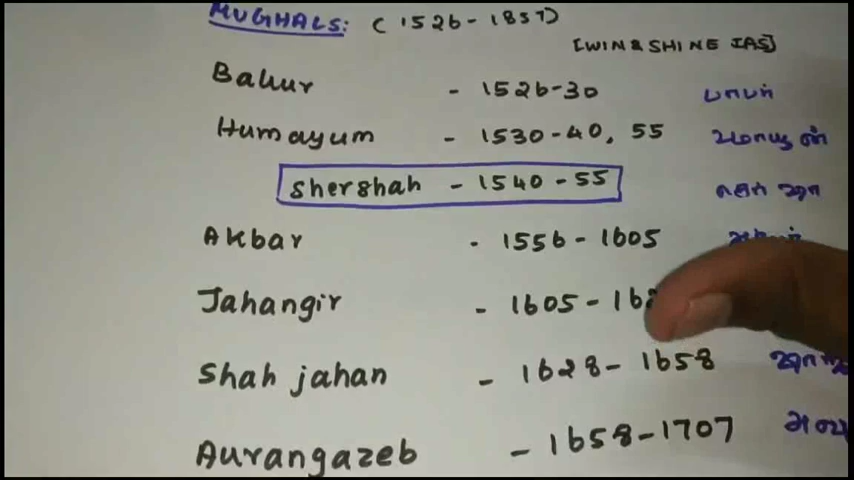 MUGHALS: (1526-1857)
[WIN & SHINE IAS]
Babur - 1526-30 பாபர்
Humayum - 1530-40, 55 ஹுமாயூன்
Shershah - 1540-55 ஷெர்ஷா
Akbar - 1556-1605
Jahangir - 1605-
Shah jahan - 1628-1658
Aurangazeb - 1658-1707